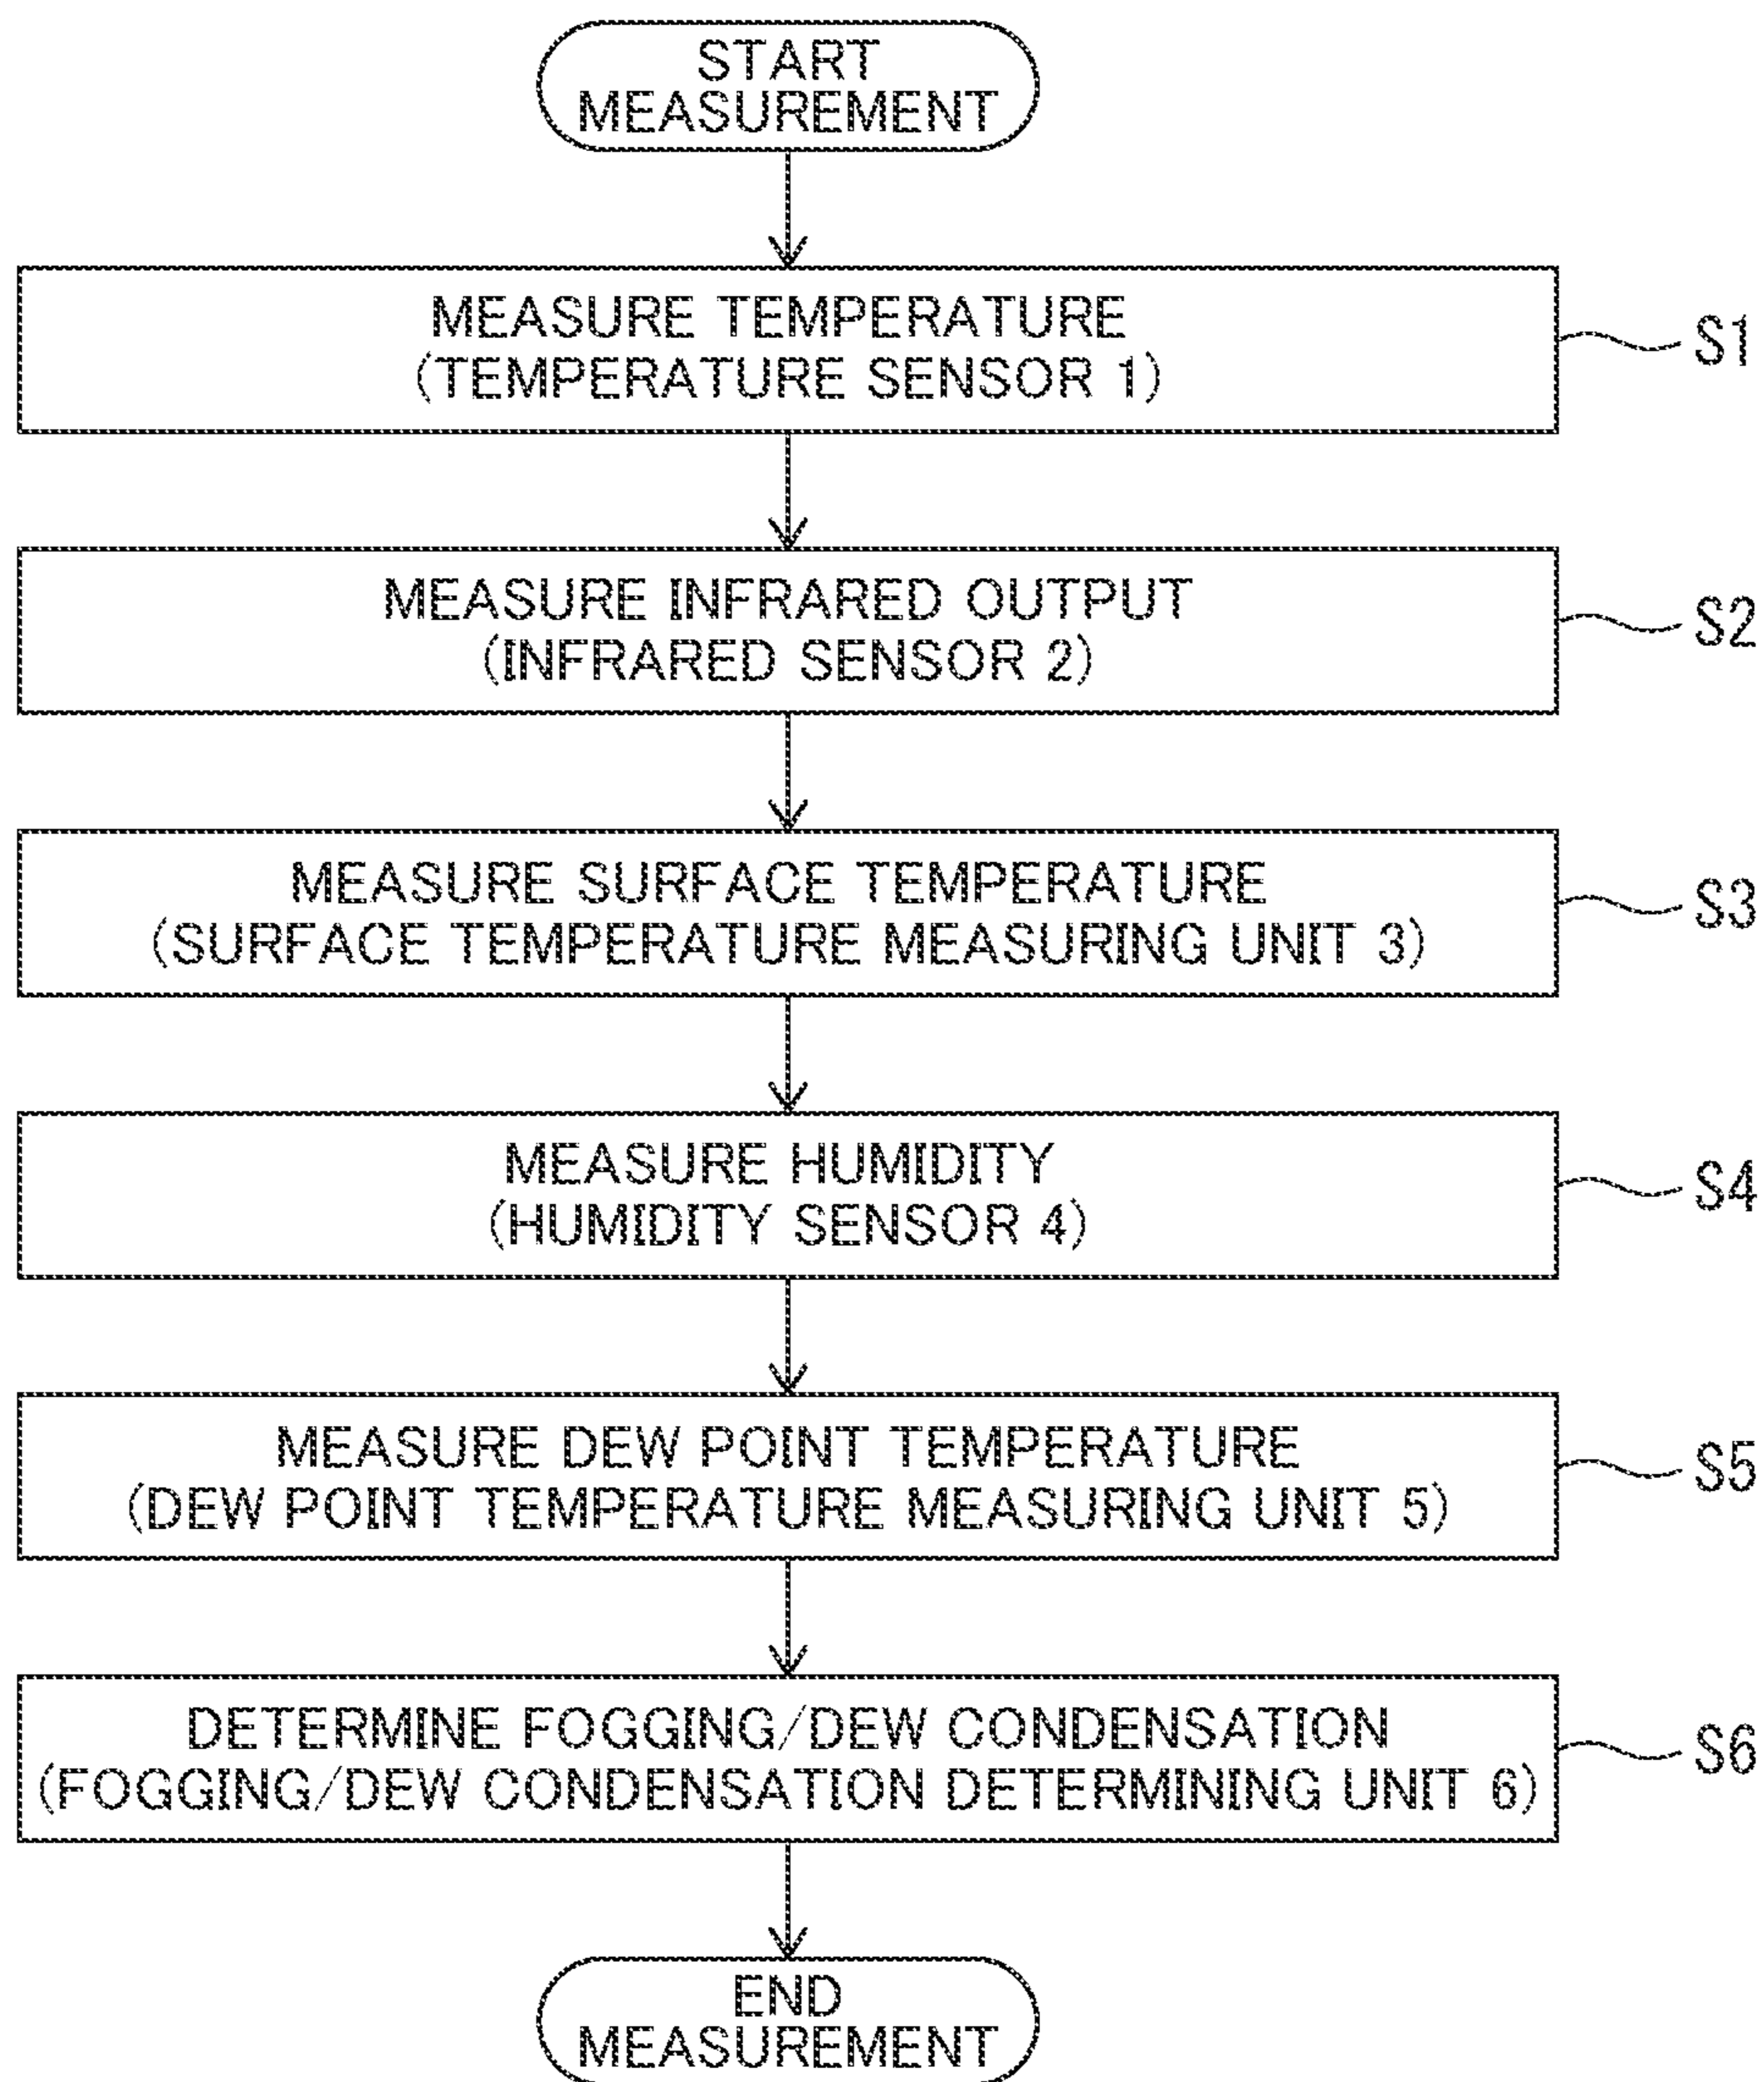 START
MEASUREMENT
MEASURE TEMPERATURE
(TEMPERATURE SENSOR 1)
S1
MEASURE INFRARED OUTPUT
(INFRARED SENSOR 2)
S2
MEASURE SURFACE TEMPERATURE
(SURFACE TEMPERATURE MEASURING UNIT 3)
S3
MEASURE HUMIDITY
(HUMIDITY SENSOR 4)
S4
MEASURE DEW POINT TEMPERATURE
(DEW POINT TEMPERATURE MEASURING UNIT 5)
S5
DETERMINE FOGGING/DEW CONDENSATION
(FOGGING/DEW CONDENSATION DETERMINING UNIT 6)
S6
END
MEASUREMENT